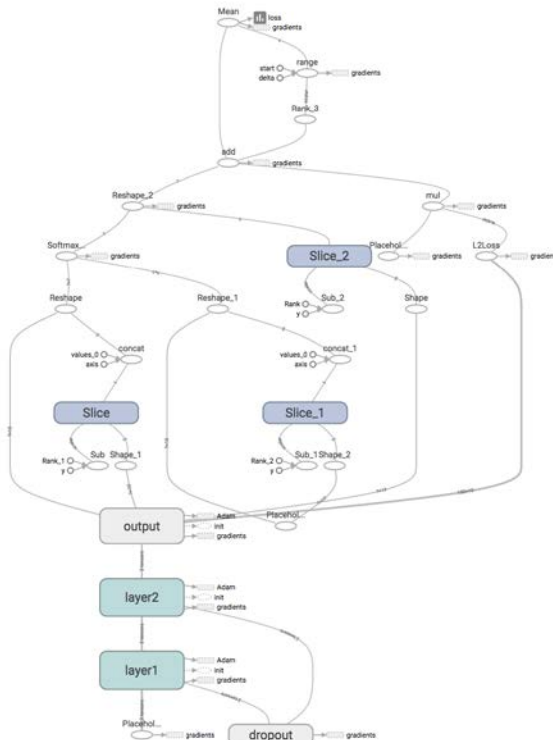 Mean
loss
gradients
start
range
delta
gradients
Rank_3
add
gradients
Reshape_2
gradients
mul
gradients
Softmax...
gradients
Slice_2
Placehol...
gradients
L2Loss
gradien
Reshape
Reshape_1
Rank
y
Sub_2
Shape
values_0
axis
concat
values_0
axis
concat_1
Slice
Slice_1
Rank_1
y
Sub
Shape_1
Rank_2
y
Sub_1
Shape_2
output
Adam
init
gradients
Placehol...
layer2
Adam
init
gradients
layer1
Adam
init
gradients
Placehol...
gradients
dropout
gradients